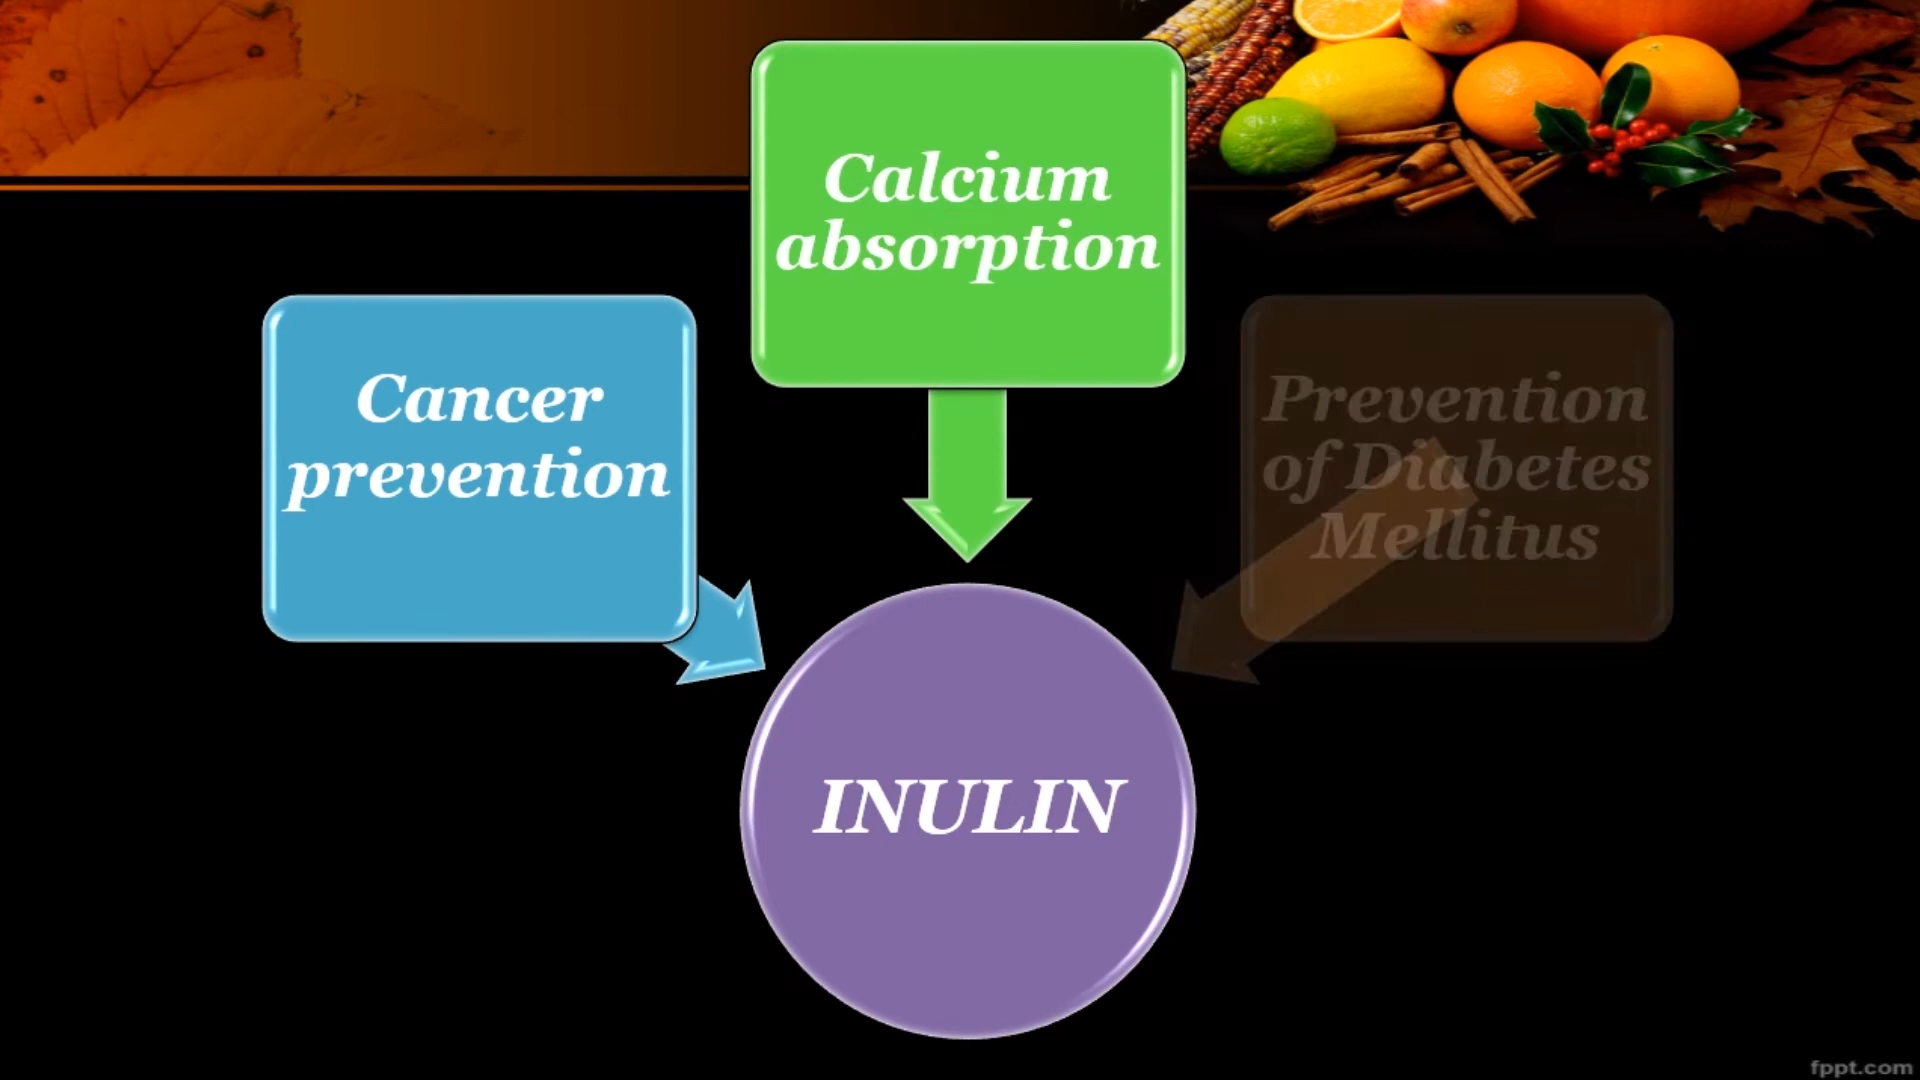 Calcium
absorption
Cancer
prevention
Prevention
of Diabetes
Mellitus
INULIN
fppt.com